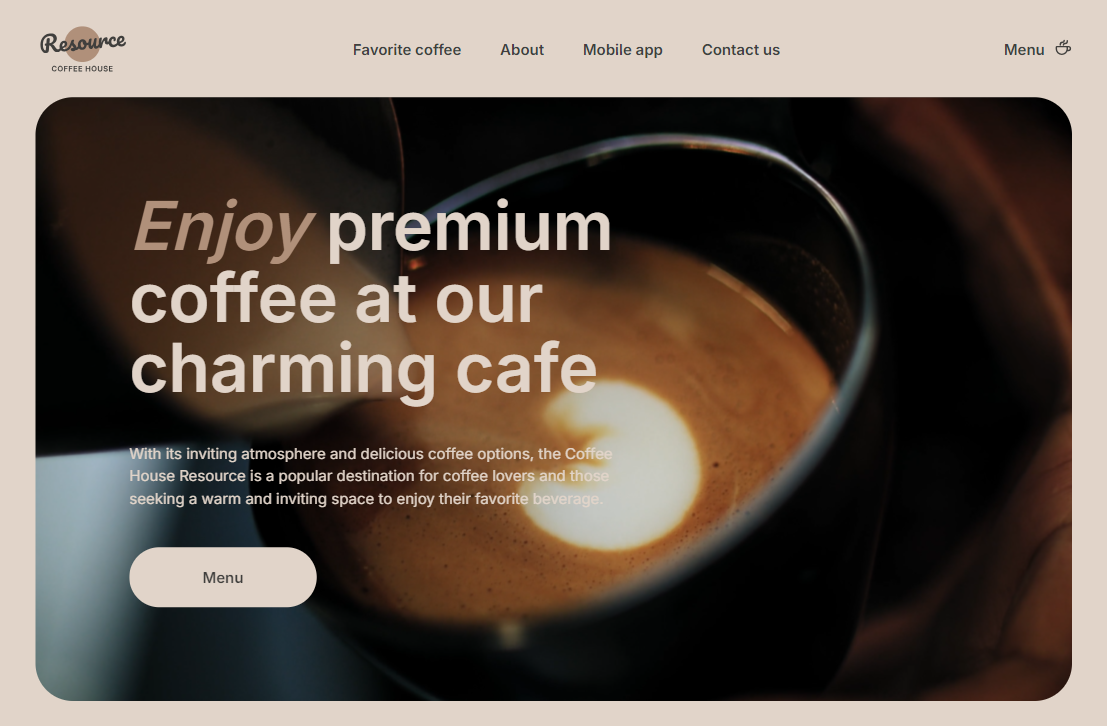 Resource
COFFEE HOUSE
Favorite coffee
About
Mobile app
Contact us
Menu
Enjoy premium
coffee at our
charming cafe
With its inviting atmosphere and delicious coffee options, the Coffee
House Resource is a popular destination for coffee lovers and those
seeking a warm and inviting space to enjoy their favorite beverage.
Menu